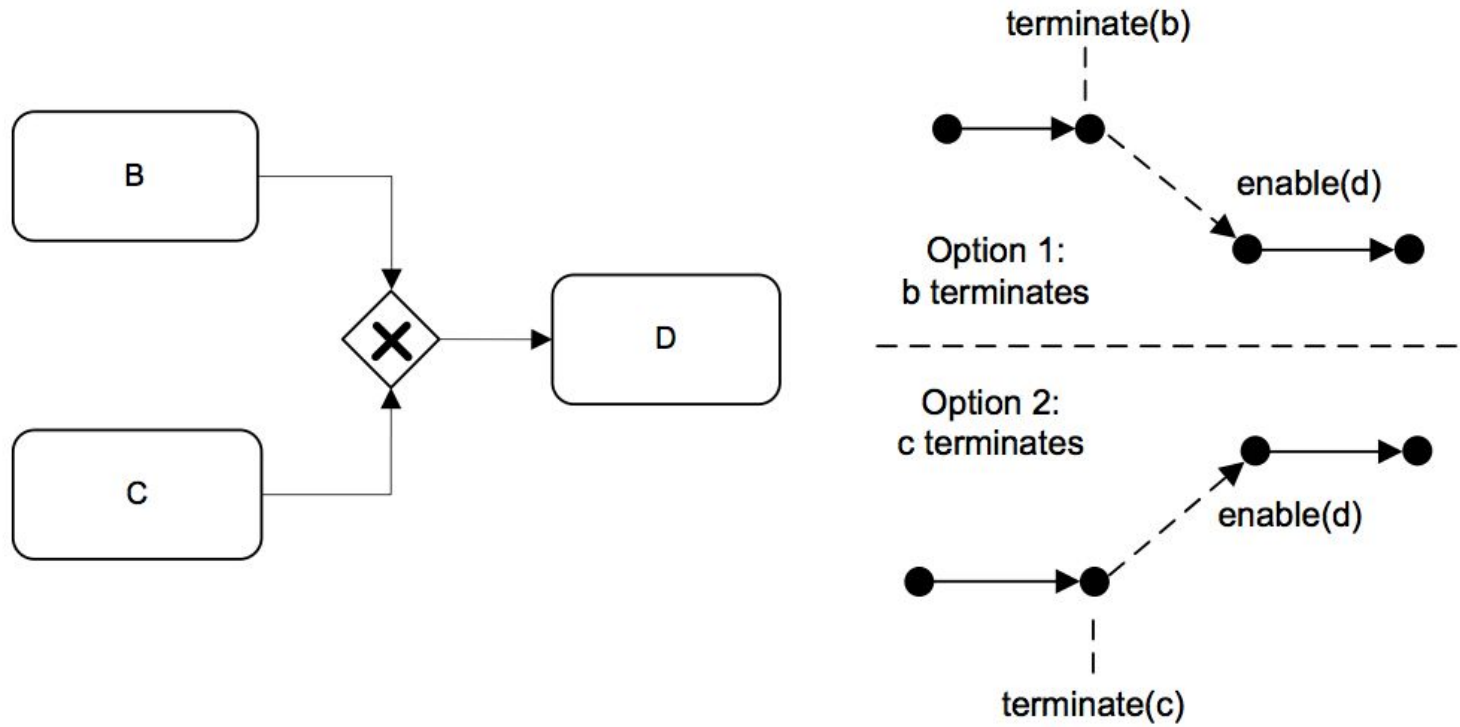 B
C
D
terminate(b)
enable(d)
Option 1:
b terminates
Option 2:
c terminates
enable(d)
terminate(c)